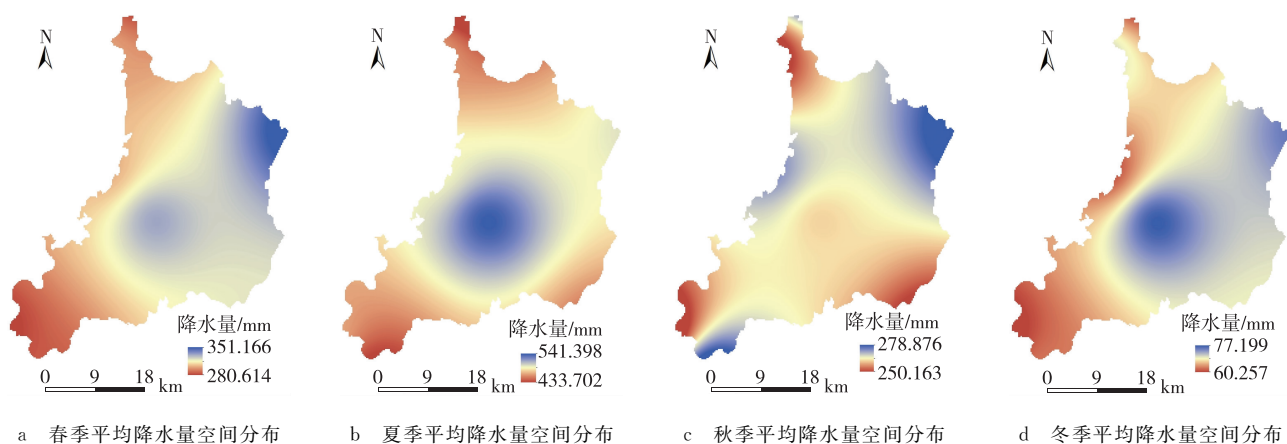 N
降水量/mm
351.166
280.614
0 9 18 km
a 春季平均降水量空间分布
N
降水量/mm
541.398
433.702
0 9 18 km
b 夏季平均降水量空间分布
N
降水量/mm
278.876
250.163
0 9 18 km
c 秋季平均降水量空间分布
N
降水量/mm
77.199
60.257
0 9 18 km
d 冬季平均降水量空间分布